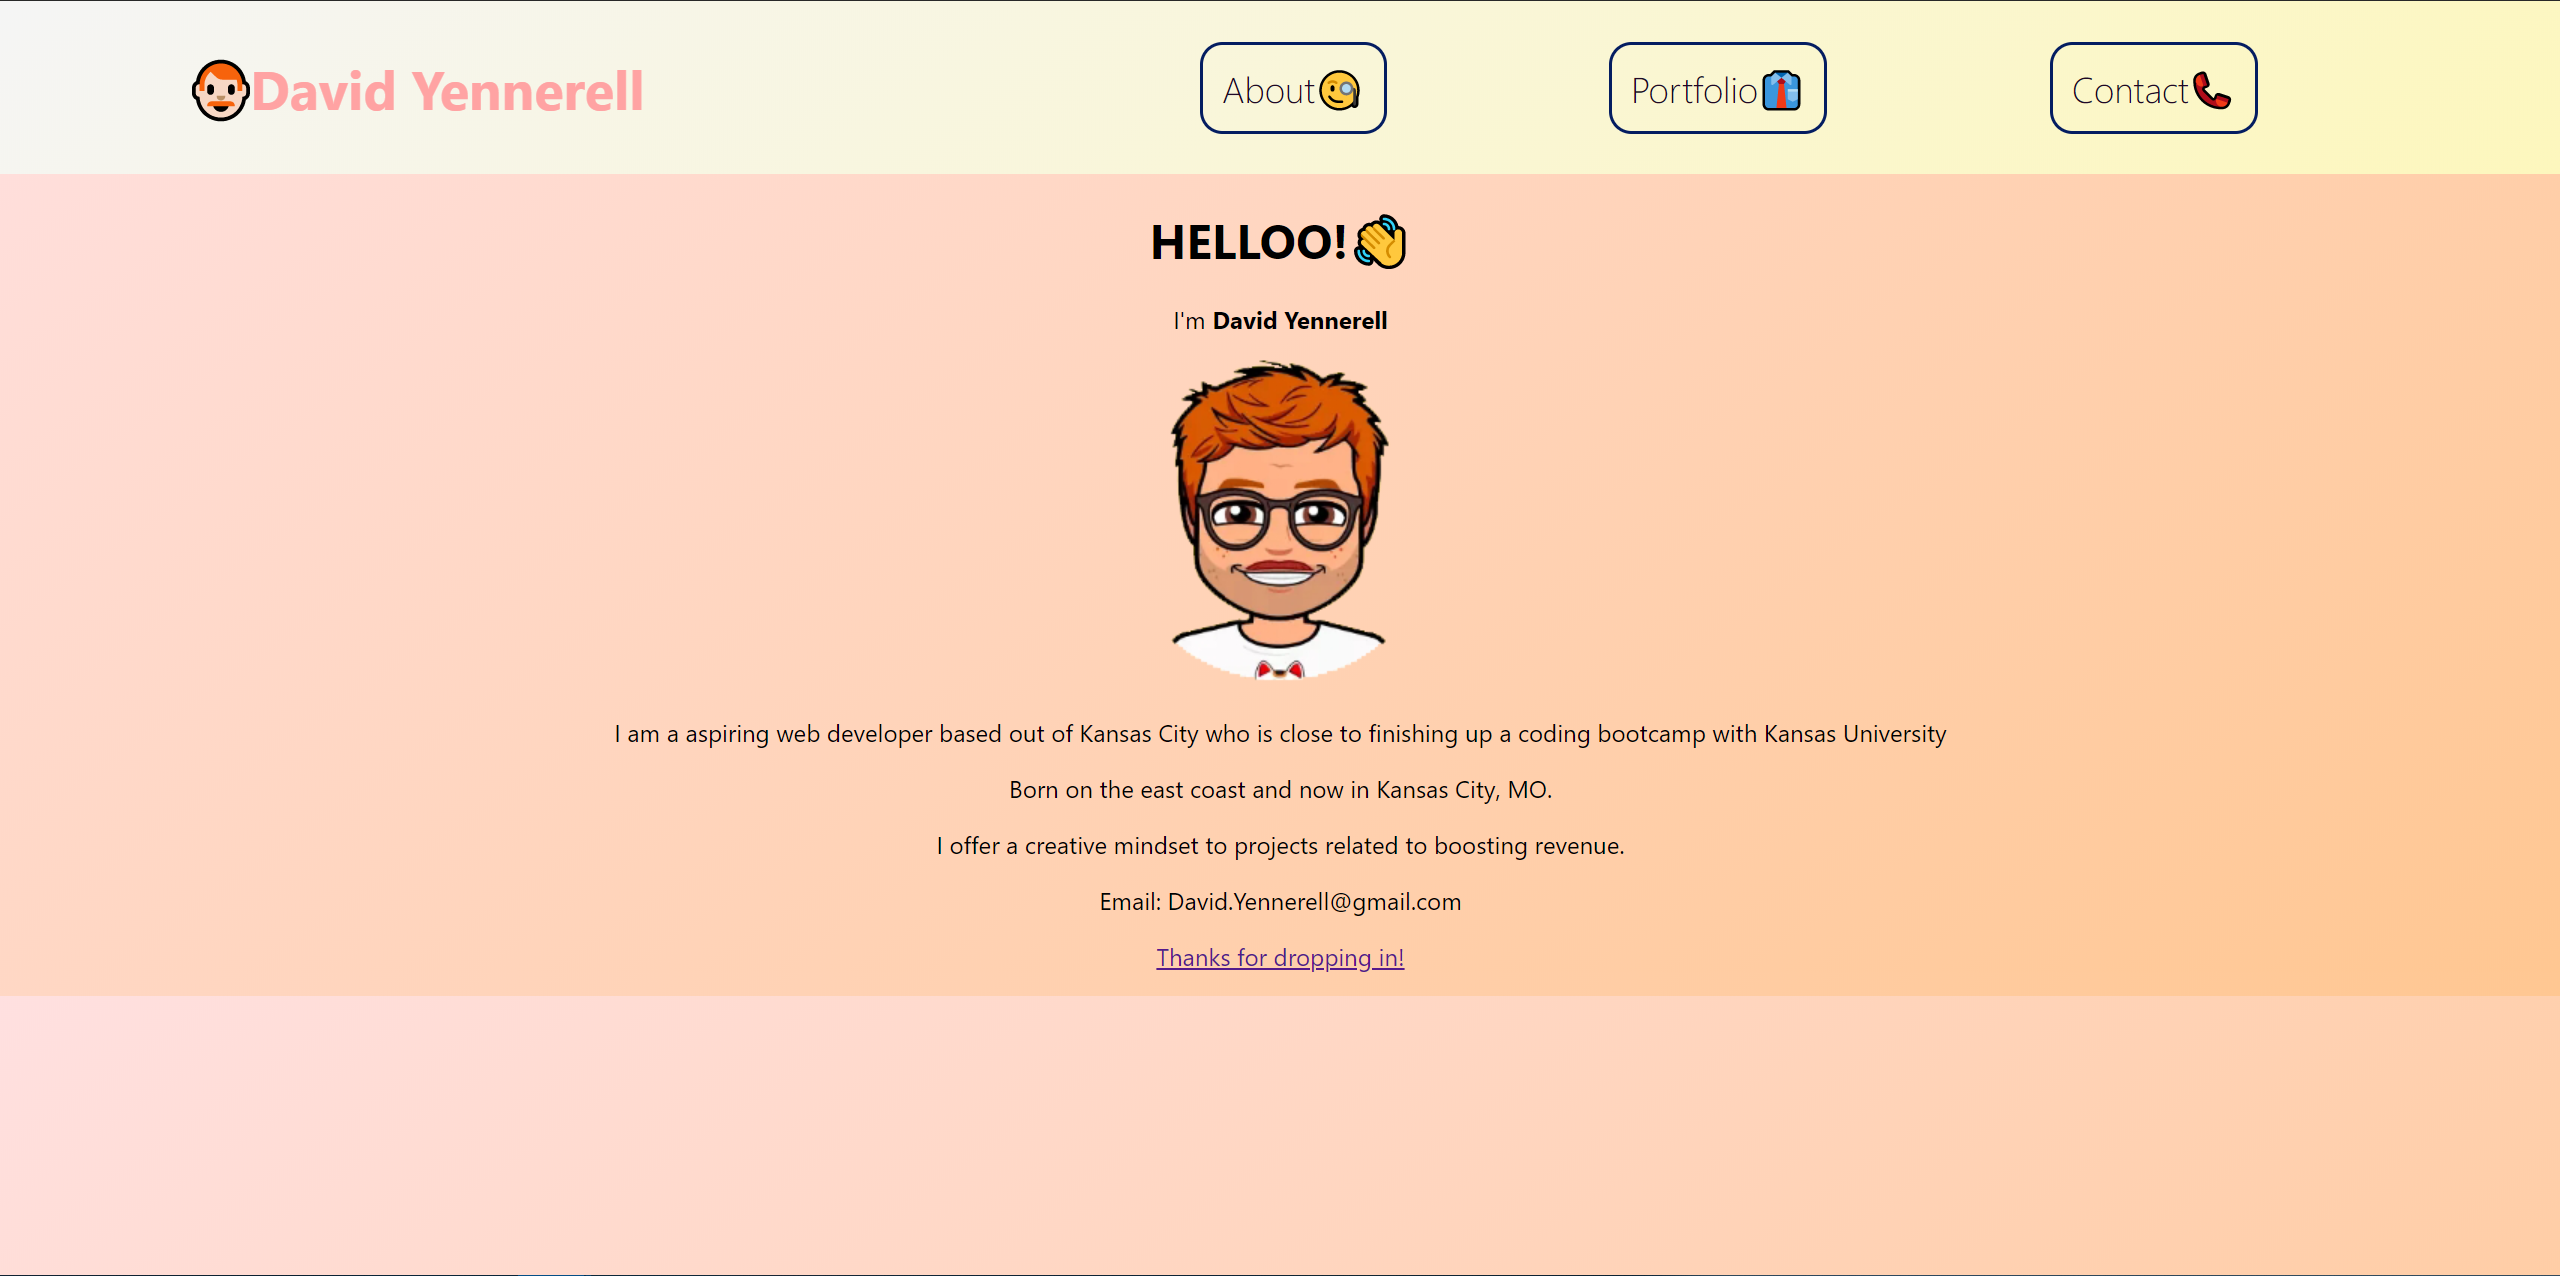 David Yennerell
About
Portfolio
Contact
HELLOO!
I'm David Yennerell
I am a aspiring web developer based out of Kansas City who is close to finishing up a coding bootcamp with Kansas University
Born on the east coast and now in Kansas City, MO.
I offer a creative mindset to projects related to boosting revenue.
Email: David.Yennerell@gmail.com
Thanks for dropping in!